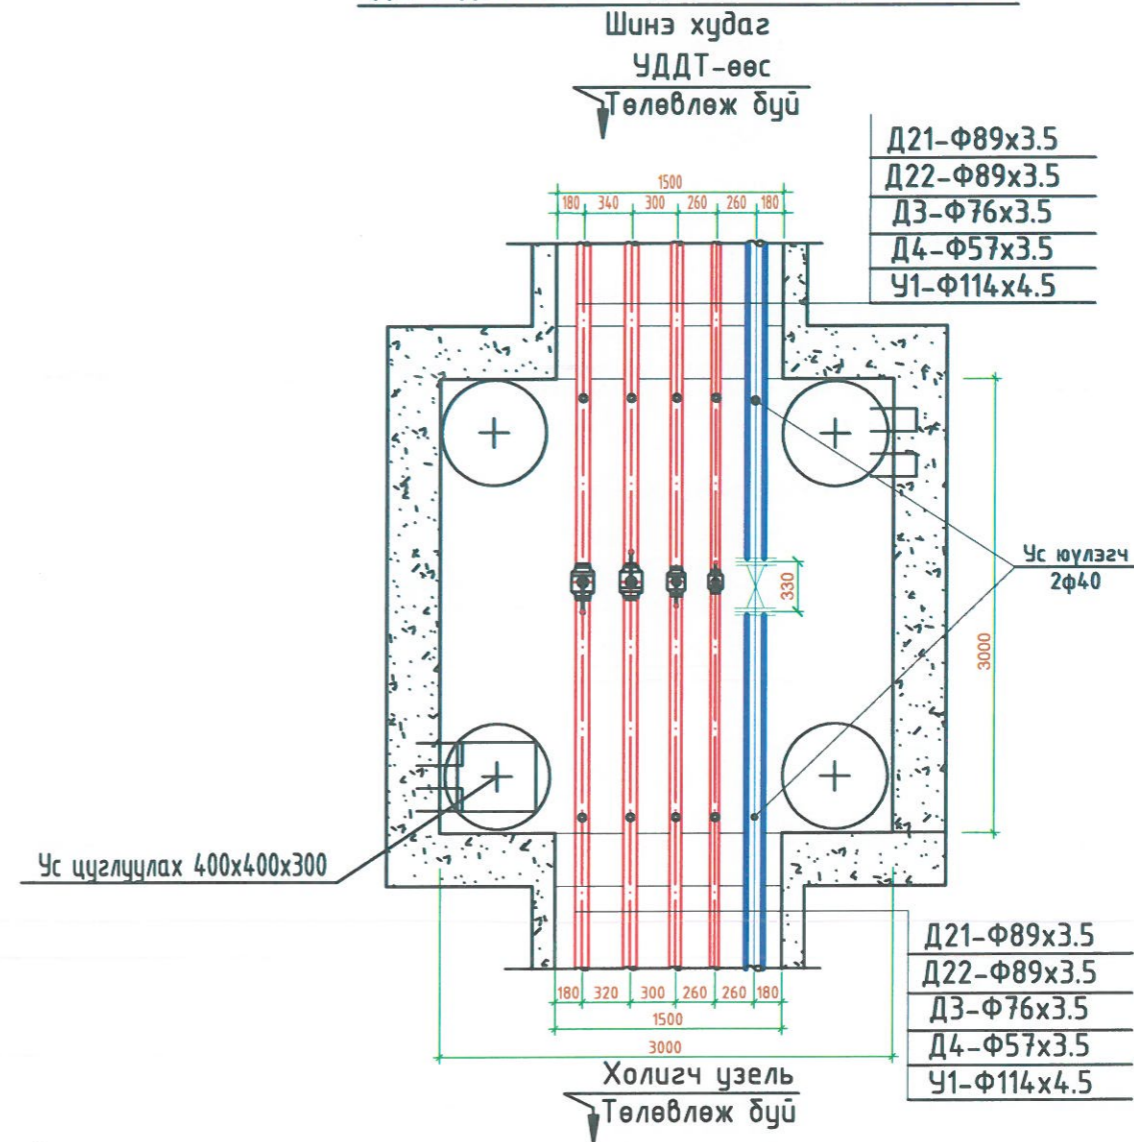 Шинэ худаг
УДДТ-өөс
Төлөвлөж буй
Д21-Ф89х3.5
Д22-Ф89х3.5
Д3-Ф76х3.5
Д4-Ф57х3.5
У1-Ф114х4.5
1500
180 340 300 260 260 180
Ус юүлэгч
2ф40
330
3000
Ус цуглуулах 400х400х300
Д21-Ф89х3.5
Д22-Ф89х3.5
Д3-Ф76х3.5
Д4-Ф57х3.5
У1-Ф114х4.5
180 320 300 260 260 180
1500
3000
Холигч узель
Төлөвлөж буй